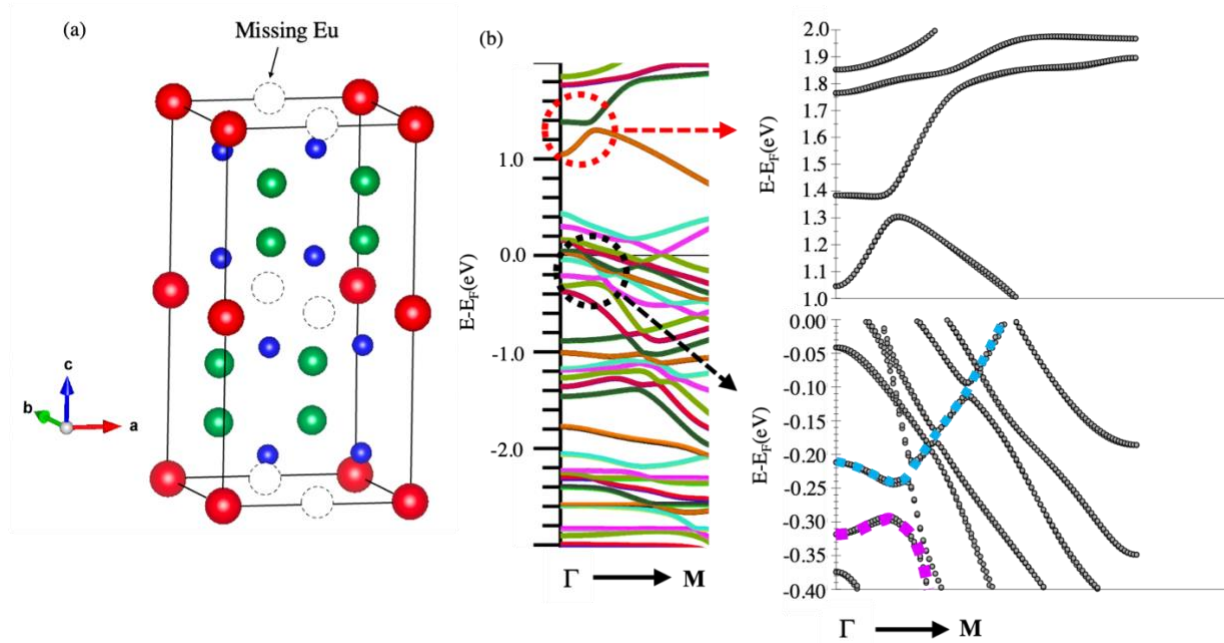 (a)
Missing Eu
c
b
a
(b)
E-E_F(eV)
1.0
0.0
-1.0
-2.0
Γ → M
E-E_F(eV)
2.0
1.9
1.8
1.7
1.6
1.5
1.4
1.3
1.2
1.1
1.0
E-E_F(eV)
0.00
-0.05
-0.10
-0.15
-0.20
-0.25
-0.30
-0.35
-0.40
Γ → M